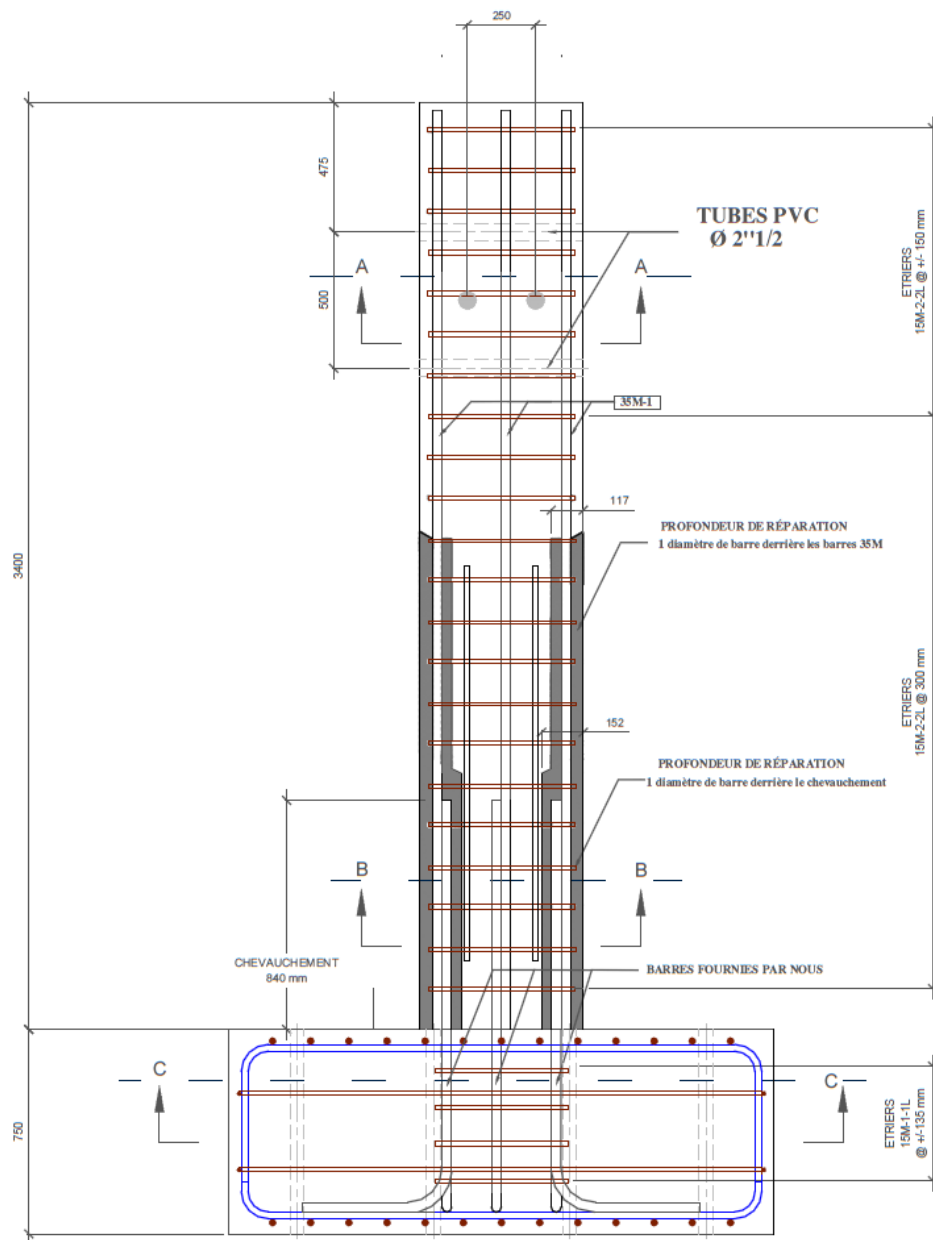 250
475
TUBES PVC
Ø 2"1/2
A
A
500
ETRIERS
15M-2-2L @ +/- 150 mm
35M-1
117
PROFONDEUR DE RÉPARATION
1 diamètre de barre derrière les barres 35M
3400
152
ETRIERS
15M-2-2L @ 300 mm
PROFONDEUR DE RÉPARATION
1 diamètre de barre derrière le chevauchement
B
B
CHEVAUCHEMENT
840 mm
BARRES FOURNIES PAR NOUS
C
C
750
ETRIERS
15M-1-1L
@ +/-135 mm